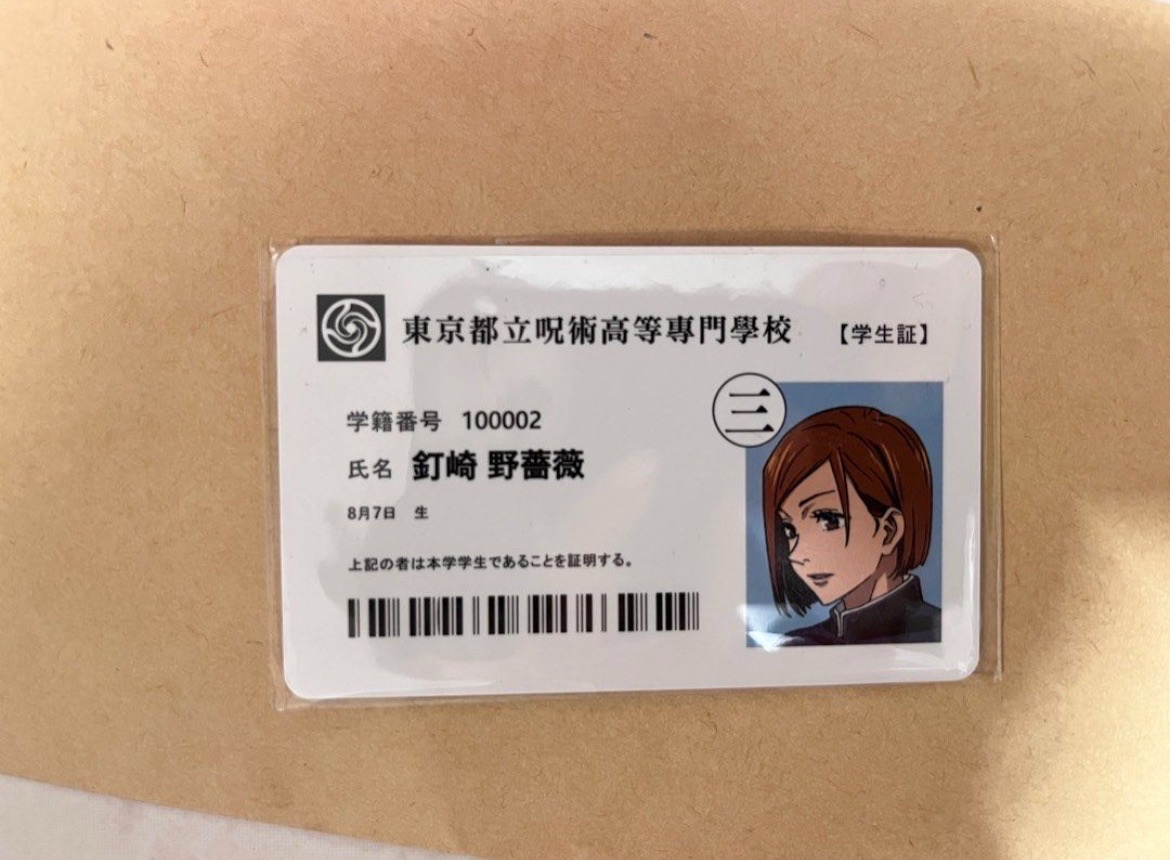 東京都立呪術高等專門學校 【学生証】
三
学籍番号 100002
氏名 釘崎 野薔薇
8月7日 生
上記の者は本学学生であることを証明する。